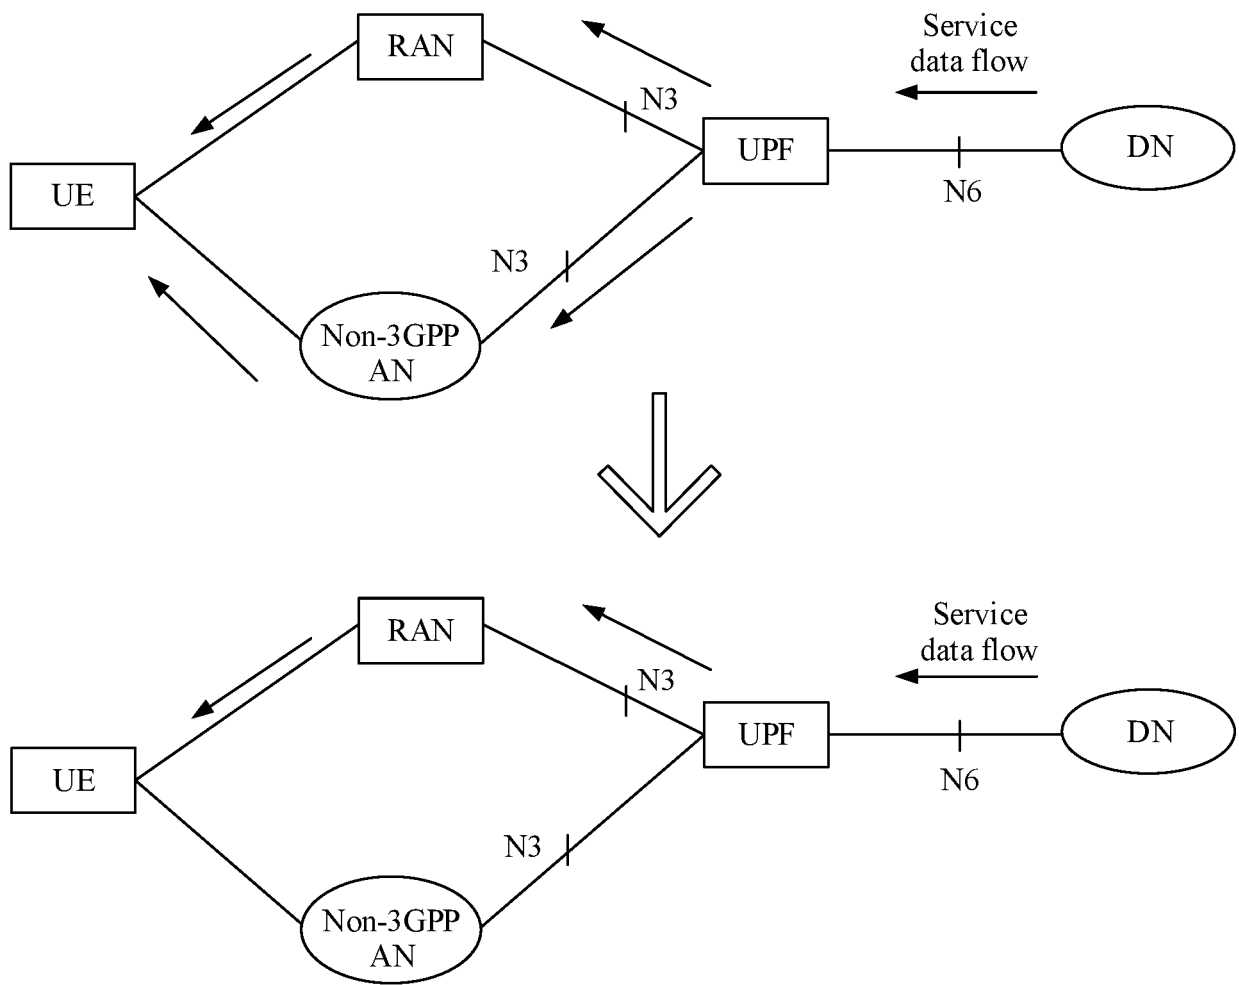 Service
data flow
RAN
N3
UPF
DN
UE
N6
N3
Non-3GPP
AN
Service
data flow
RAN
N3
UPF
DN
UE
N6
N3
Non-3GPP
AN